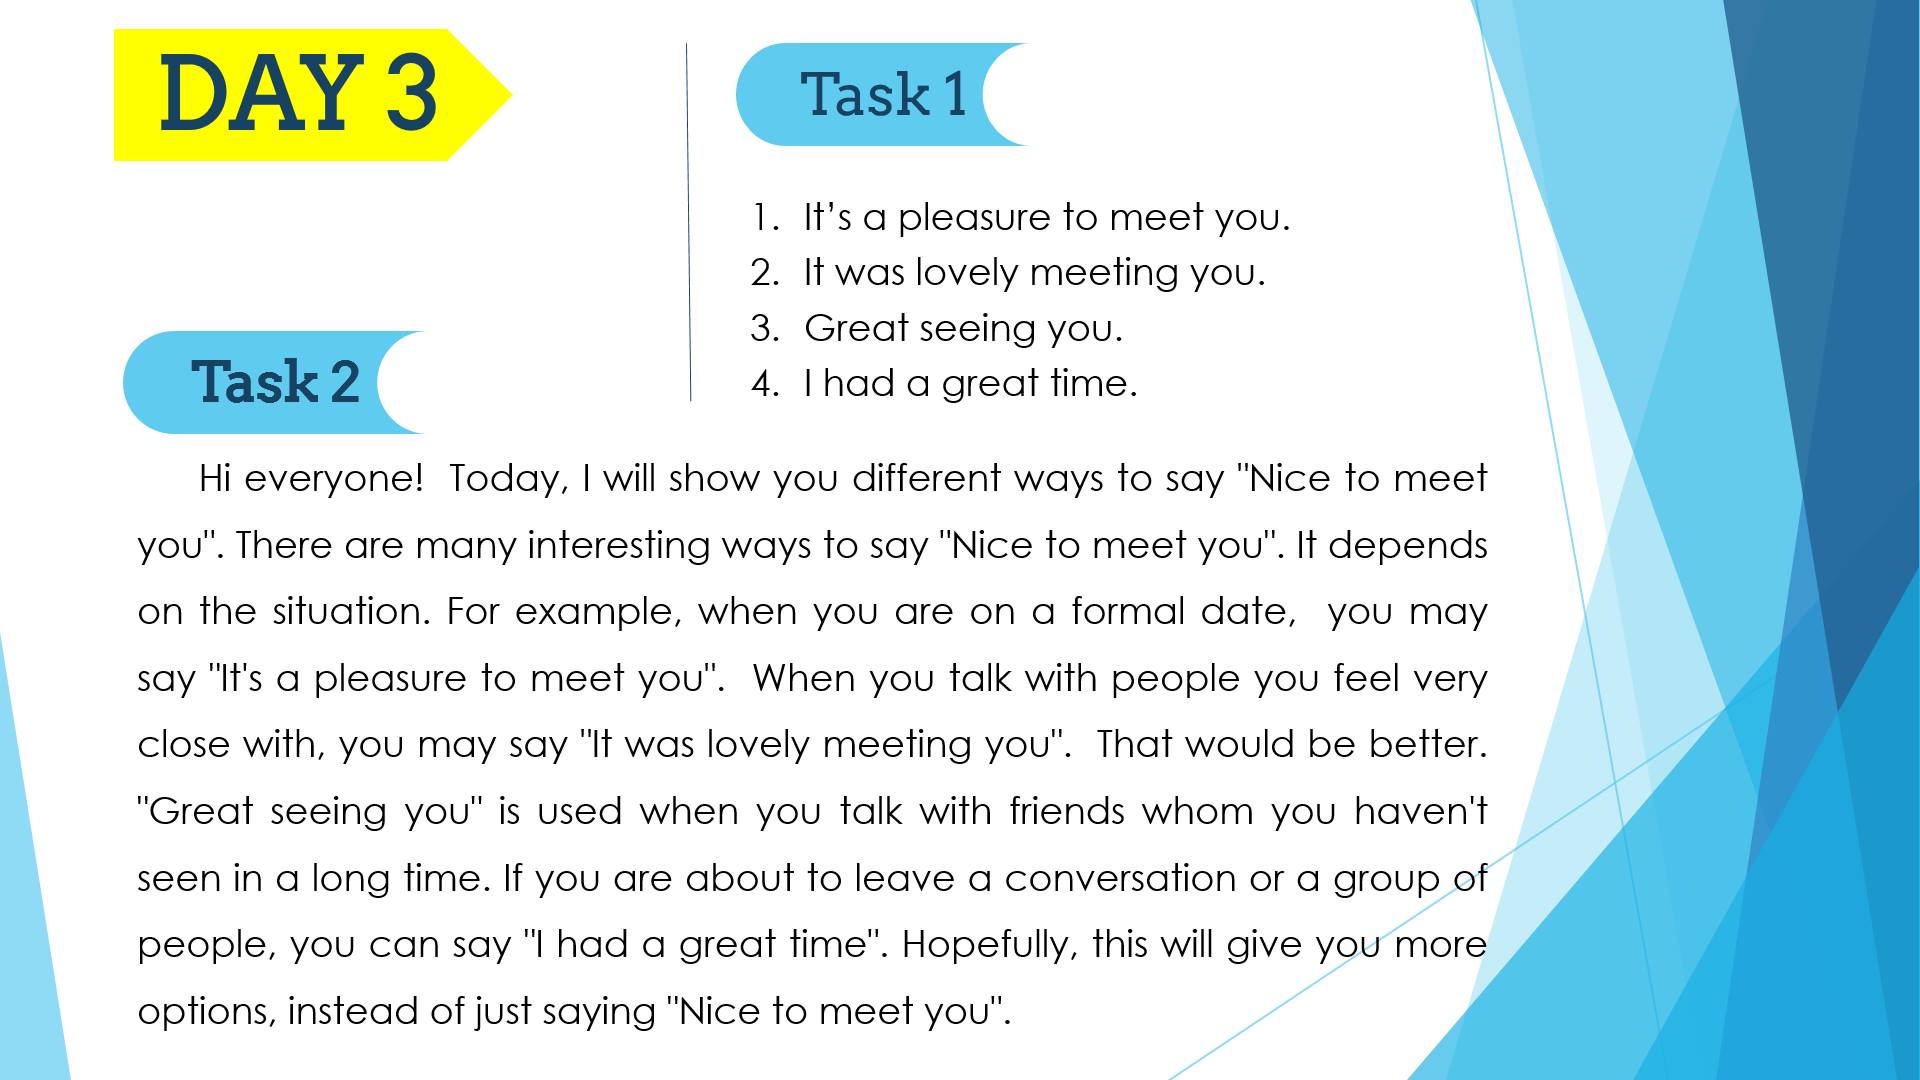 DAY 3
Task 1
1. It’s a pleasure to meet you.
2. It was lovely meeting you.
3. Great seeing you.
4. I had a great time.
Task 2
Hi everyone!  Today, I will show you different ways to say "Nice to meet
you". There are many interesting ways to say "Nice to meet you". It depends
on the situation. For example, when you are on a formal date,  you may
say "It's a pleasure to meet you".  When you talk with people you feel very
close with, you may say "It was lovely meeting you".  That would be better.
"Great seeing you" is used when you talk with friends whom you haven't
seen in a long time. If you are about to leave a conversation or a group of
people, you can say "I had a great time". Hopefully, this will give you more
options, instead of just saying "Nice to meet you".